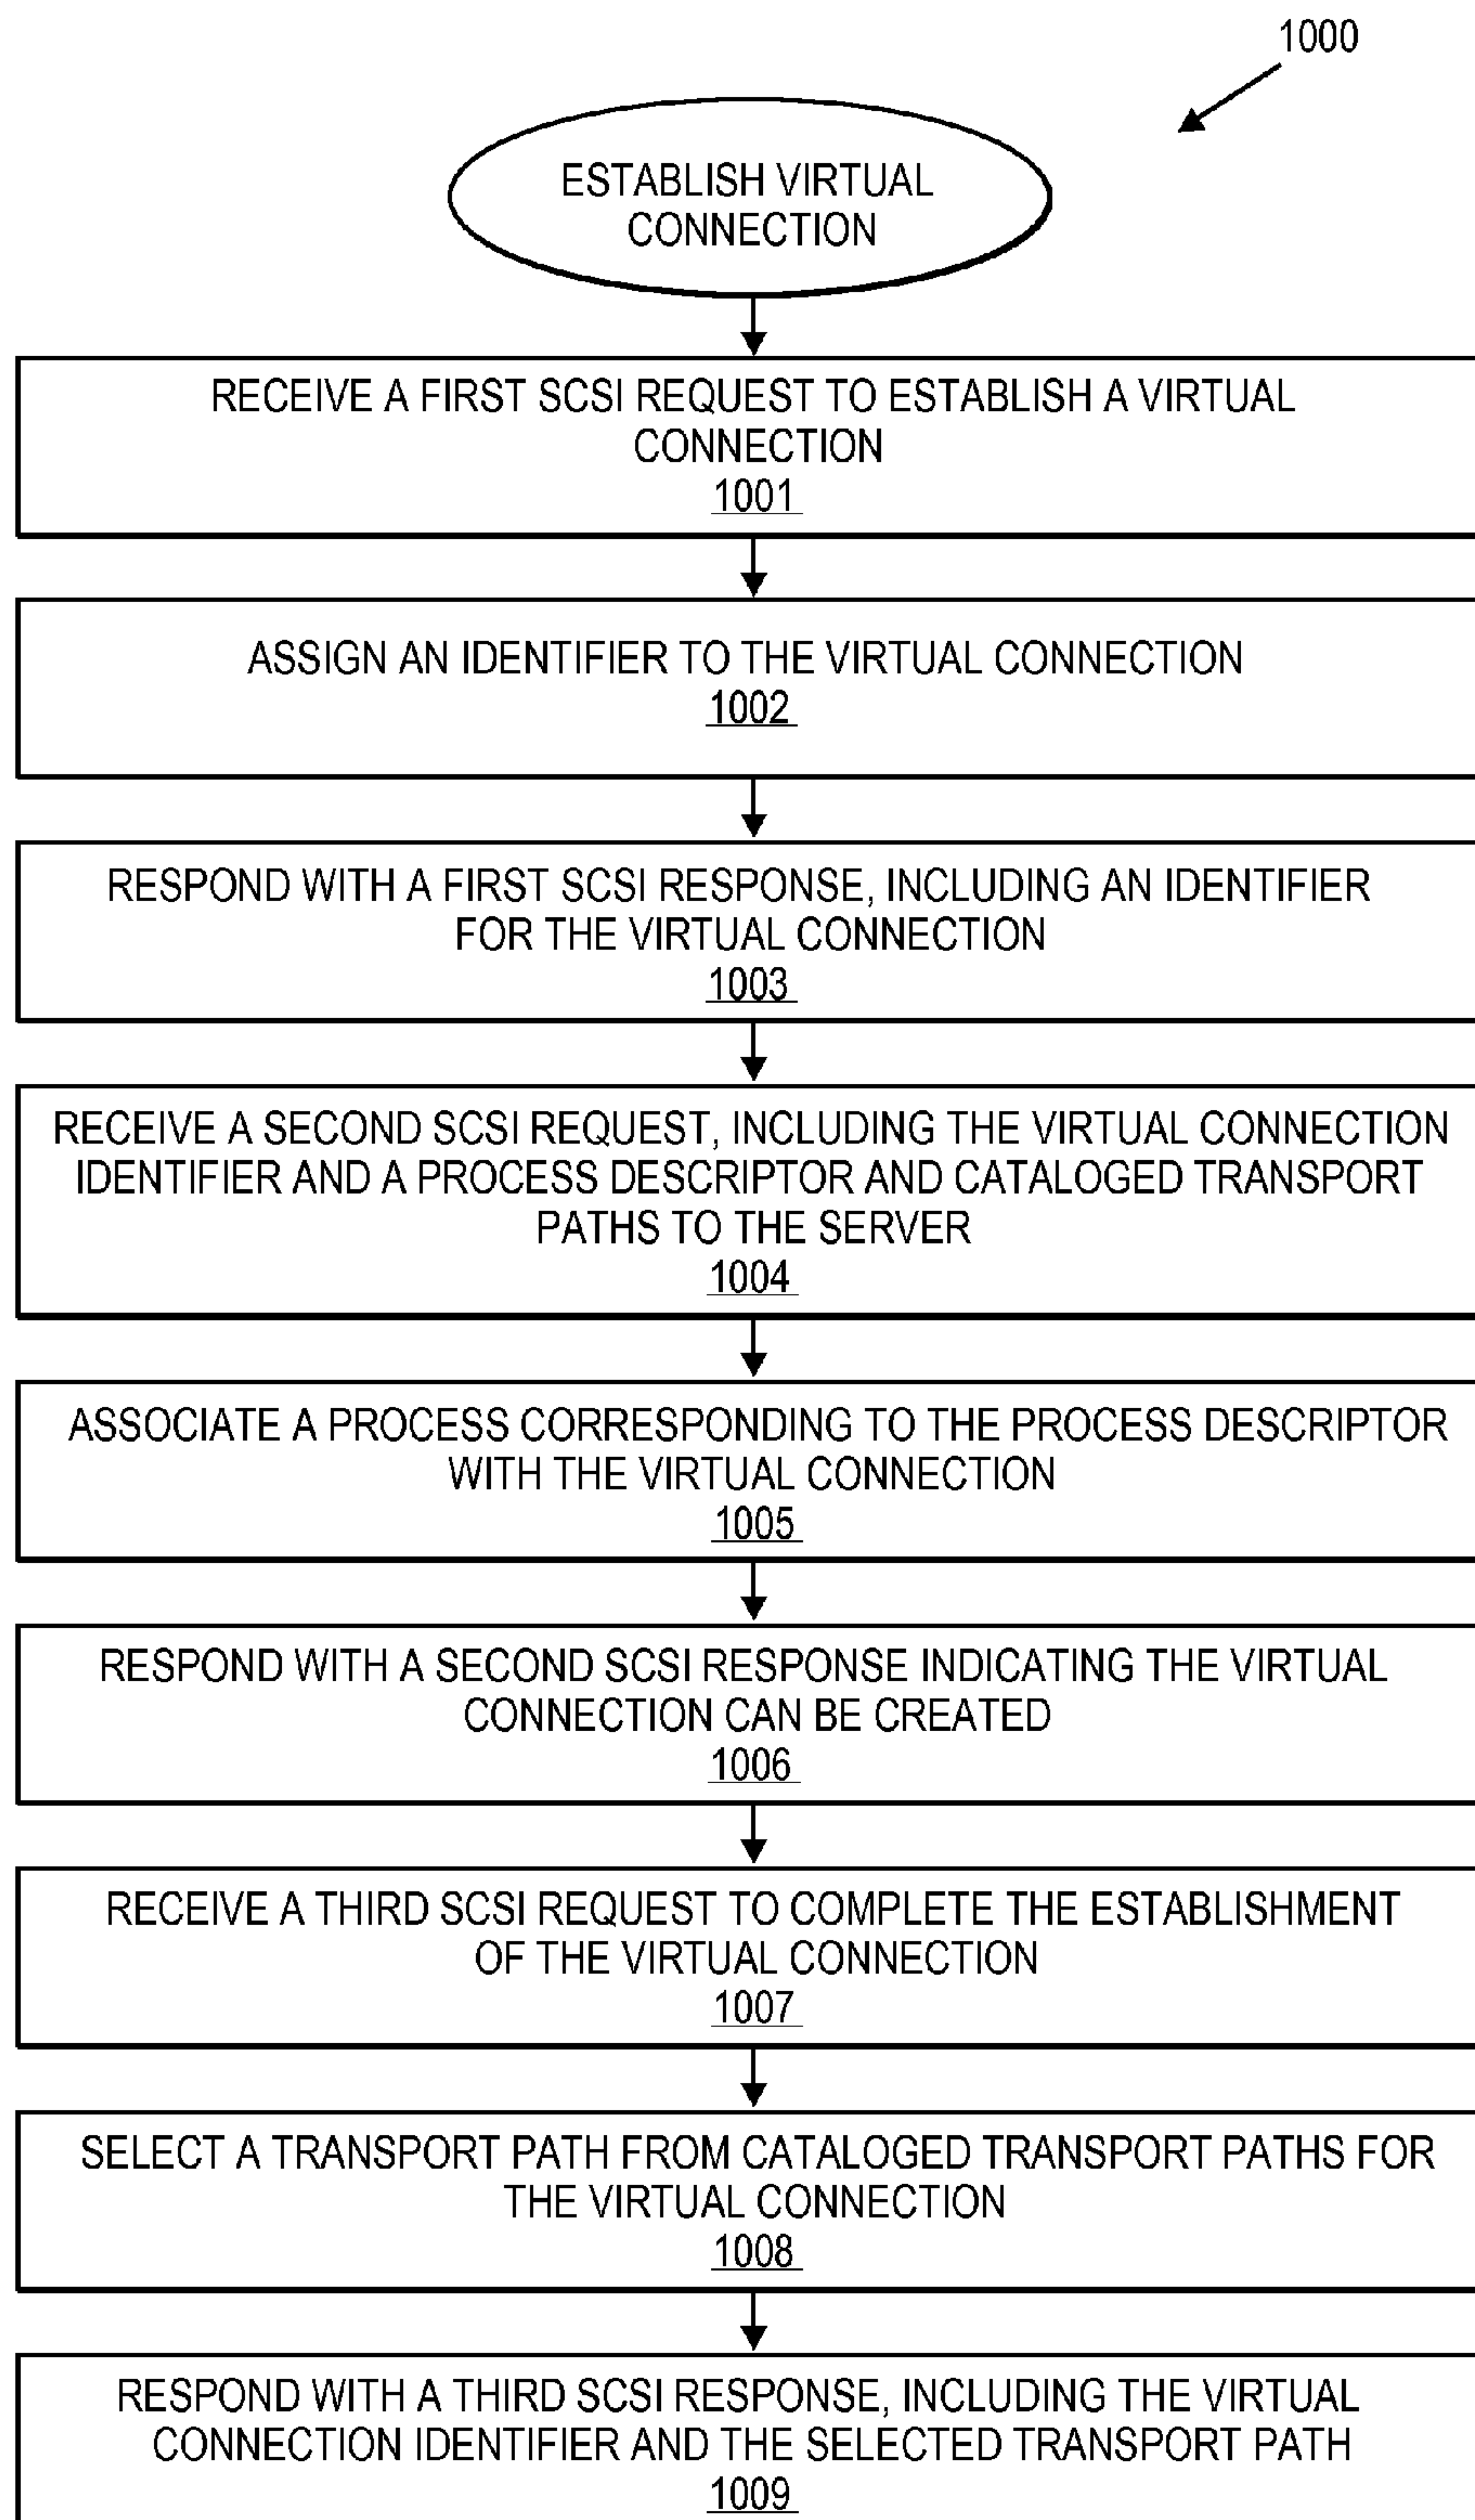 1000
ESTABLISH VIRTUAL
CONNECTION
RECEIVE A FIRST SCSI REQUEST TO ESTABLISH A VIRTUAL
CONNECTION
1001
ASSIGN AN IDENTIFIER TO THE VIRTUAL CONNECTION
1002
RESPOND WITH A FIRST SCSI RESPONSE, INCLUDING AN IDENTIFIER
FOR THE VIRTUAL CONNECTION
1003
RECEIVE A SECOND SCSI REQUEST, INCLUDING THE VIRTUAL CONNECTION
IDENTIFIER AND A PROCESS DESCRIPTOR AND CATALOGED TRANSPORT
PATHS TO THE SERVER
1004
ASSOCIATE A PROCESS CORRESPONDING TO THE PROCESS DESCRIPTOR
WITH THE VIRTUAL CONNECTION
1005
RESPOND WITH A SECOND SCSI RESPONSE INDICATING THE VIRTUAL
CONNECTION CAN BE CREATED
1006
RECEIVE A THIRD SCSI REQUEST TO COMPLETE THE ESTABLISHMENT
OF THE VIRTUAL CONNECTION
1007
SELECT A TRANSPORT PATH FROM CATALOGED TRANSPORT PATHS FOR
THE VIRTUAL CONNECTION
1008
RESPOND WITH A THIRD SCSI RESPONSE, INCLUDING THE VIRTUAL
CONNECTION IDENTIFIER AND THE SELECTED TRANSPORT PATH
1009